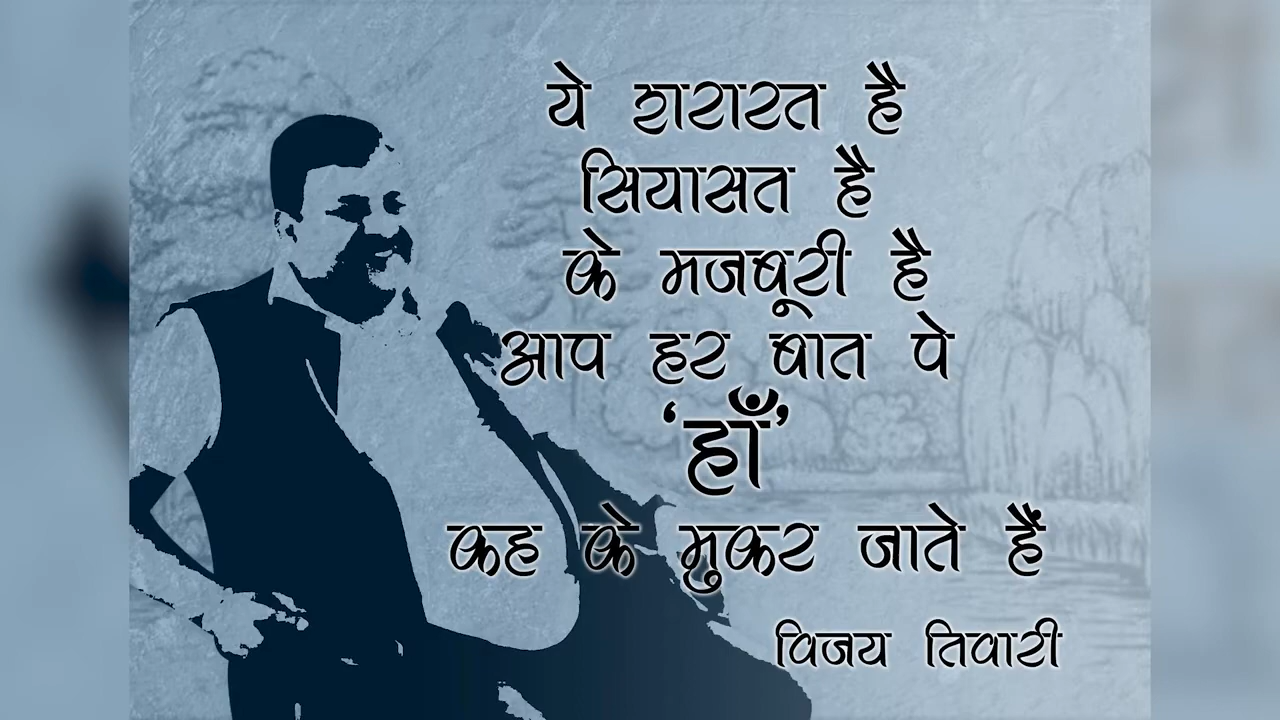 ये शरारत है
सियासत है
के मजबूरी है
आप हर बात पे
‘हाँ’
कह के मुकर जाते हैं
विजय तिवारी